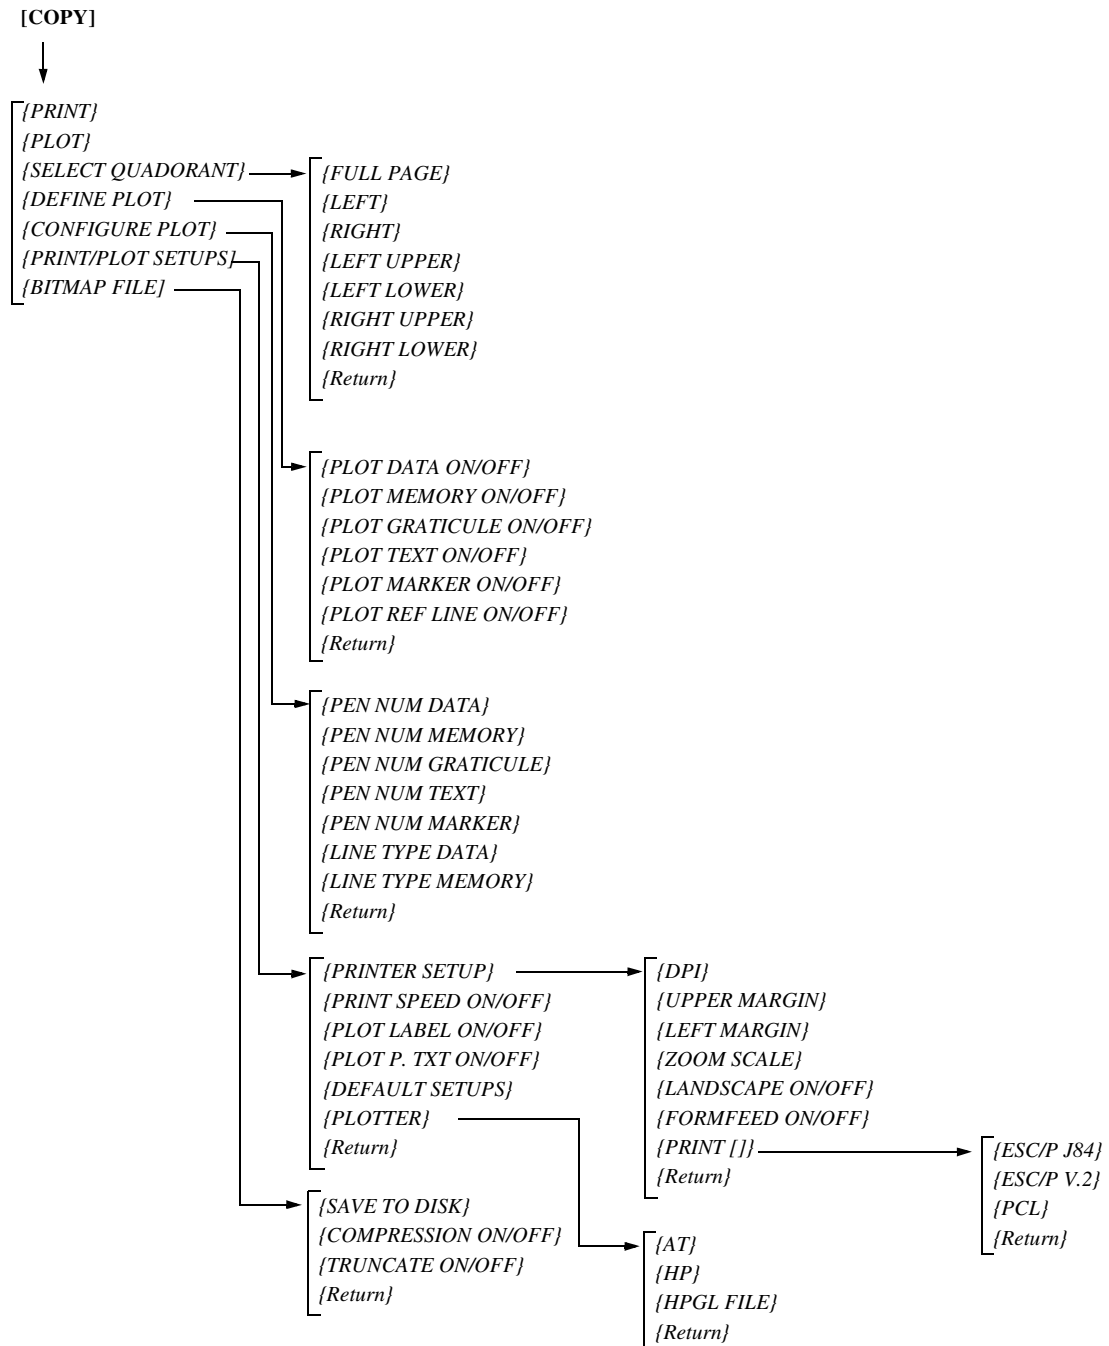 [COPY]
{PRINT}
{PLOT}
{SELECT QUADORANT}
{DEFINE PLOT}
{CONFIGURE PLOT}
{PRINT/PLOT SETUPS]
{BITMAP FILE]
{FULL PAGE}
{LEFT}
{RIGHT}
{LEFT UPPER}
{LEFT LOWER}
{RIGHT UPPER}
{RIGHT LOWER}
{Return}
{PLOT DATA ON/OFF}
{PLOT MEMORY ON/OFF}
{PLOT GRATICULE ON/OFF}
{PLOT TEXT ON/OFF}
{PLOT MARKER ON/OFF}
{PLOT REF LINE ON/OFF}
{Return}
{PEN NUM DATA}
{PEN NUM MEMORY}
{PEN NUM GRATICULE}
{PEN NUM TEXT}
{PEN NUM MARKER}
{LINE TYPE DATA}
{LINE TYPE MEMORY}
{Return}
{PRINTER SETUP}
{PRINT SPEED ON/OFF}
{PLOT LABEL ON/OFF}
{PLOT P. TXT ON/OFF}
{DEFAULT SETUPS}
{PLOTTER}
{Return}
{DPI}
{UPPER MARGIN}
{LEFT MARGIN}
{ZOOM SCALE}
{LANDSCAPE ON/OFF}
{FORMFEED ON/OFF}
{PRINT []}
{Return}
{ESC/P J84}
{ESC/P V.2}
{PCL}
{Return}
{SAVE TO DISK}
{COMPRESSION ON/OFF}
{TRUNCATE ON/OFF}
{Return}
{AT}
{HP}
{HPGL FILE}
{Return}